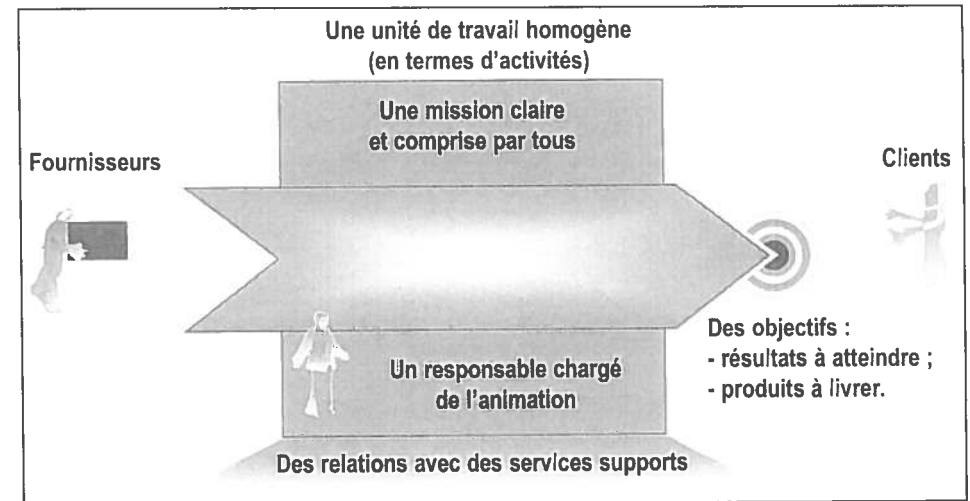 Une unité de travail homogène
(en termes d'activités)
Une mission claire
et comprise par tous
Fournisseurs
Clients
Des objectifs :
- résultats à atteindre ;
- produits à livrer.
Un responsable chargé
de l'animation
Des relations avec des services supports